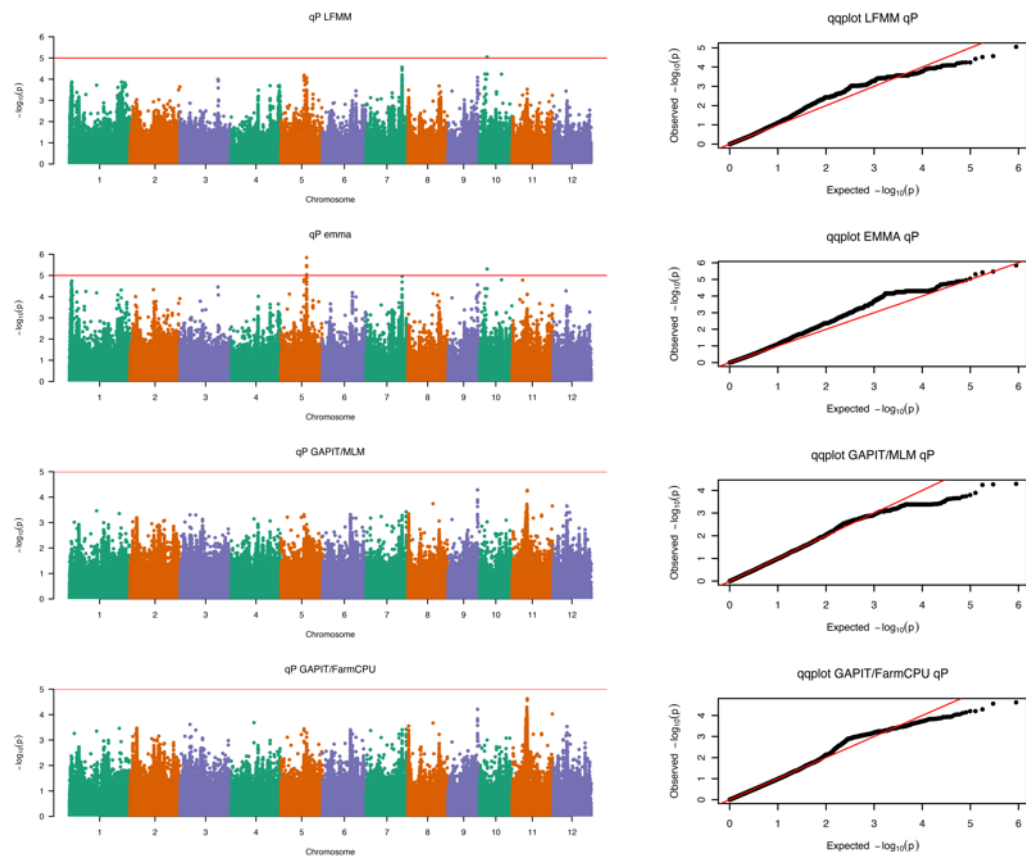 qP LFMM
6
5
4
3
2
1
0
−log10(p)
1 2 3 4 5 6 7 8 9 10 11 12
Chromosome
qqplot LFMM qP
5
4
3
2
1
0
Observed −log10(p)
0 1 2 3 4 5 6
Expected −log10(p)
qP emma
6
5
4
3
2
1
0
−log10(p)
1 2 3 4 5 6 7 8 9 10 11 12
Chromosome
qqplot EMMA qP
6
5
4
3
2
1
0
Observed −log10(p)
0 1 2 3 4 5 6
Expected −log10(p)
qP GAPIT/MLM
5
4
3
2
1
0
−log10(p)
1 2 3 4 5 6 7 8 9 10 11 12
Chromosome
qqplot GAPIT/MLM qP
4
3
2
1
0
Observed −log10(p)
0 1 2 3 4 5 6
Expected −log10(p)
qP GAPIT/FarmCPU
5
4
3
2
1
0
−log10(p)
1 2 3 4 5 6 7 8 9 10 11 12
Chromosome
qqplot GAPIT/FarmCPU qP
4
3
2
1
0
Observed −log10(p)
0 1 2 3 4 5 6
Expected −log10(p)